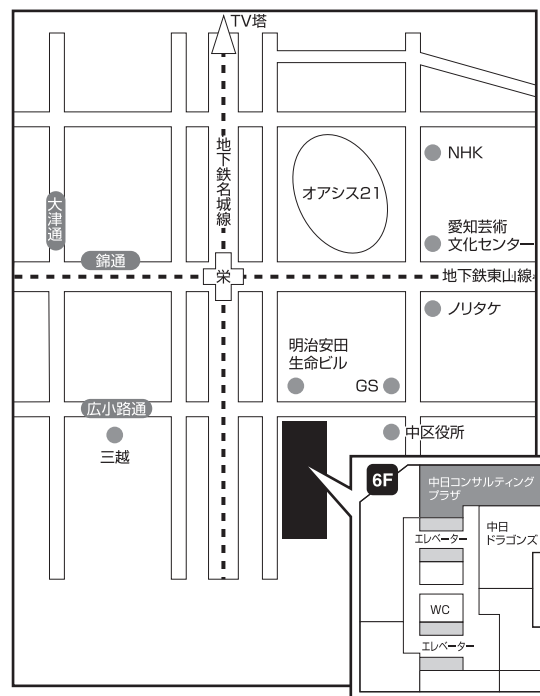 TV塔
地下鉄名城線
NHK
オアシス21
大津通
愛知芸術
文化センター
錦通
栄
地下鉄東山線
ノリタケ
明治安田
生命ビル
GS
広小路通
中区役所
三越
6F
中日コンサルティング
プラザ
エレベーター
中日
ドラゴンズ
WC
エレベーター